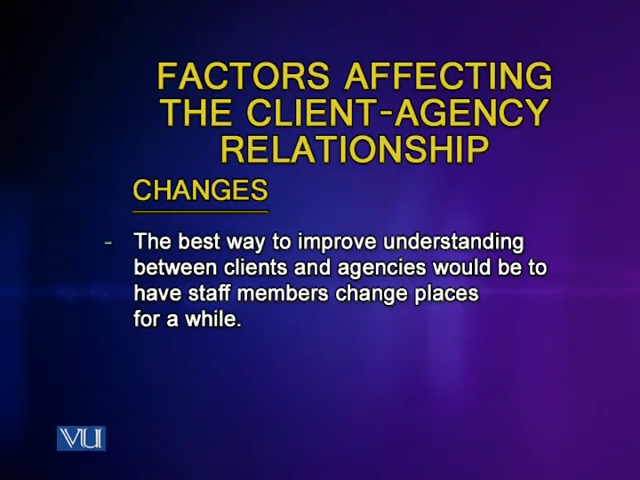 FACTORS AFFECTING
THE CLIENT-AGENCY
RELATIONSHIP
CHANGES
- The best way to improve understanding
between clients and agencies would be to
have staff members change places
for a while.
VU